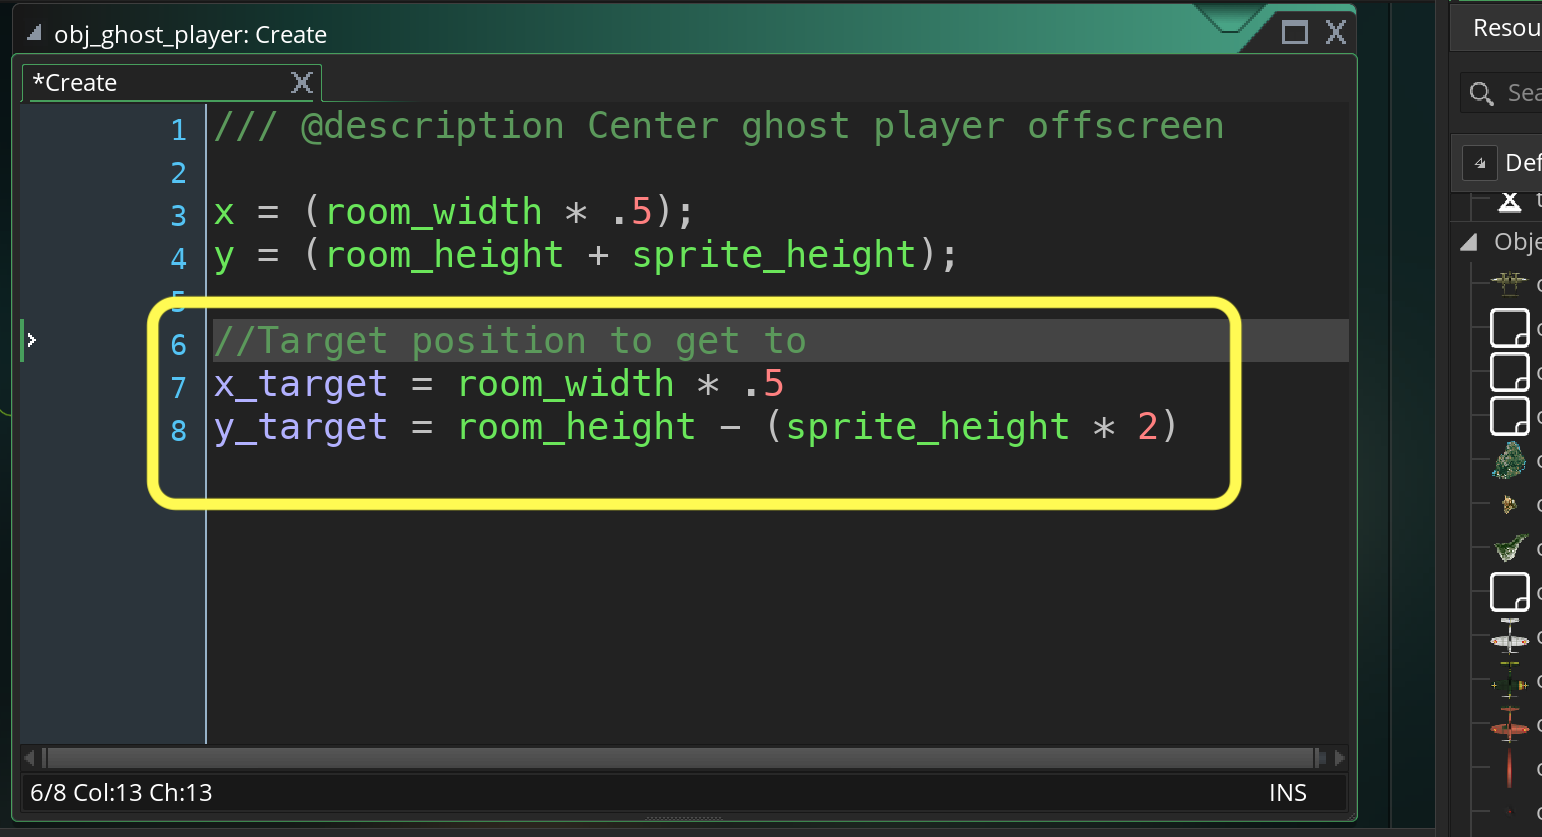 obj_ghost_player: Create
*Create
1 /// @description Center ghost player offscreen
2
3 x = (room_width * .5);
4 y = (room_height + sprite_height);
5
6 //Target position to get to
7 x_target = room_width * .5
8 y_target = room_height - (sprite_height * 2)
6/8 Col:13 Ch:13
INS
Resou
Sea
Def
Obje